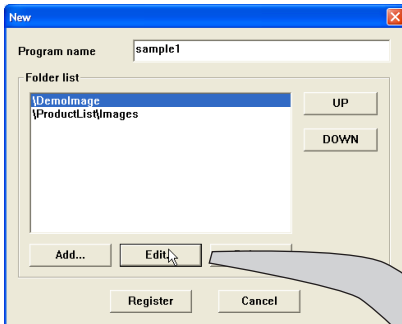 New
Program name
sample1
Folder list
\DemoImage
\ProductList\Images
UP
DOWN
Add...
Edit
Register
Cancel